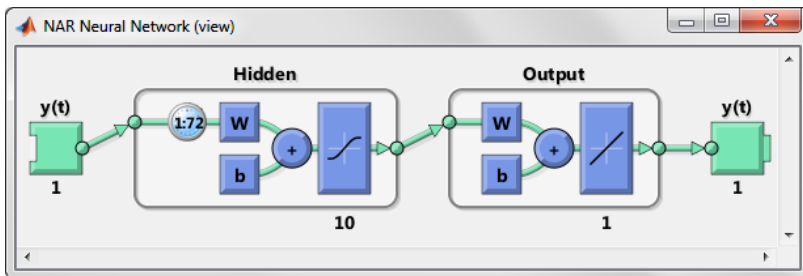 NAR Neural Network (view)
Hidden
Output
y(t)
1:72
W
b
+
W
b
+
y(t)
1
10
1
1